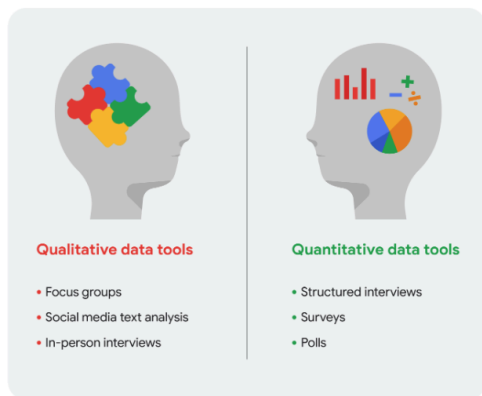 Qualitative data tools
• Focus groups
• Social media text analysis
• In-person interviews
Quantitative data tools
• Structured interviews
• Surveys
• Polls